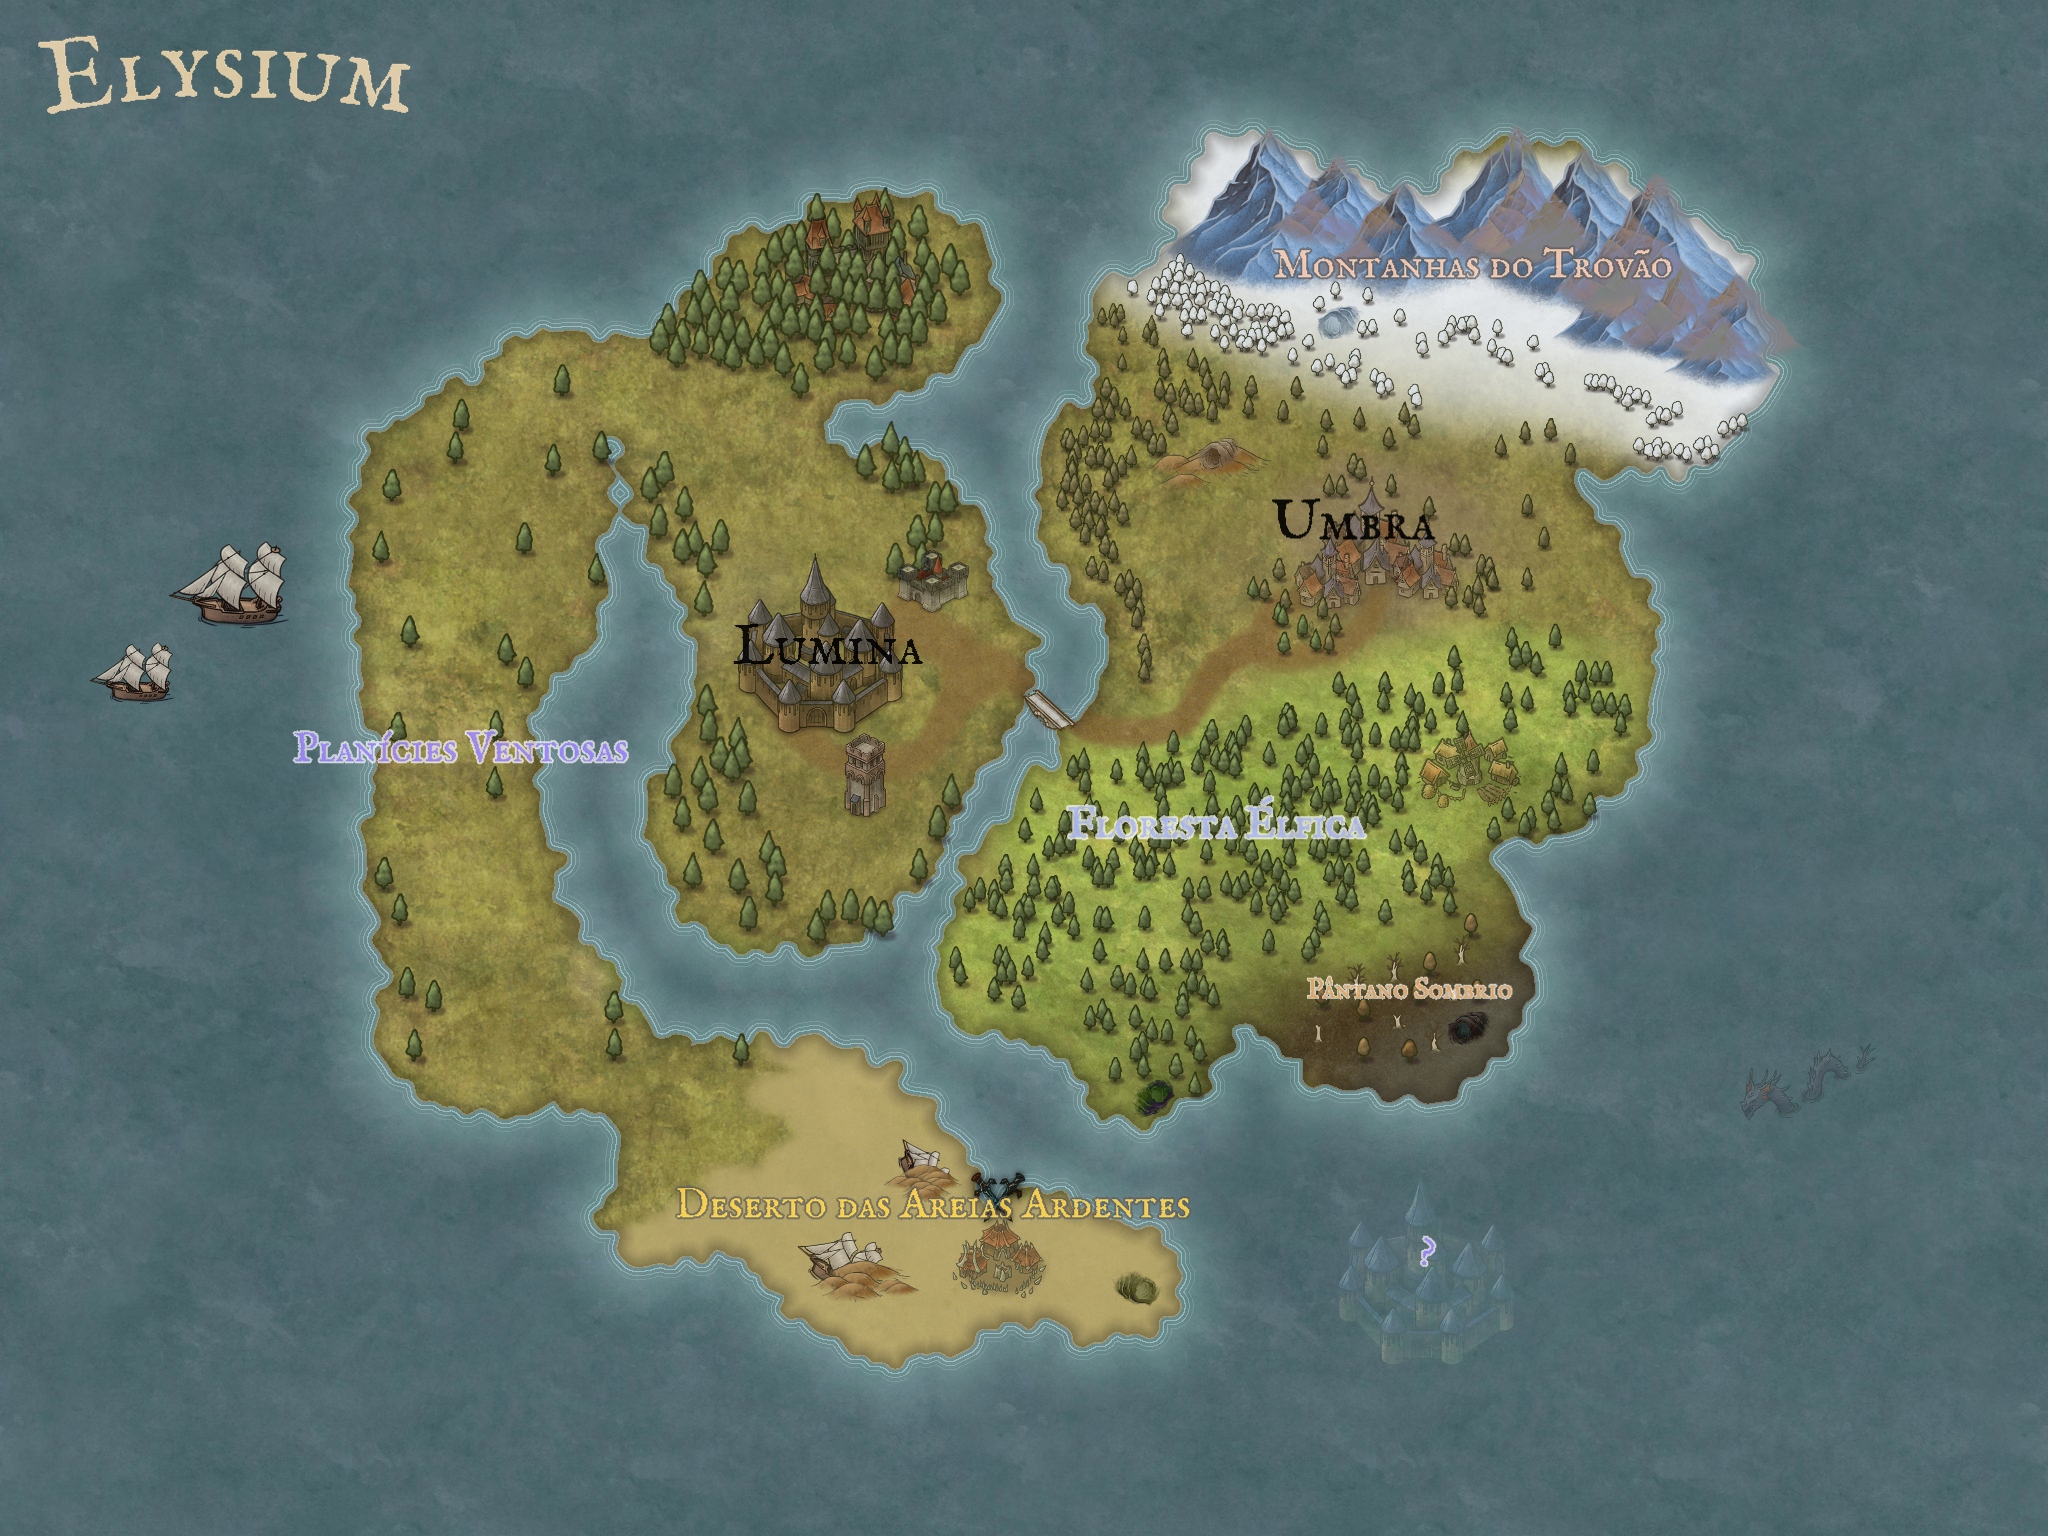 Elysium
Montanhas do Trovão
Umbra
Lumina
Planícies Ventosas
Floresta Élfica
Pântano Sombrio
Deserto das Areias Ardentes
?